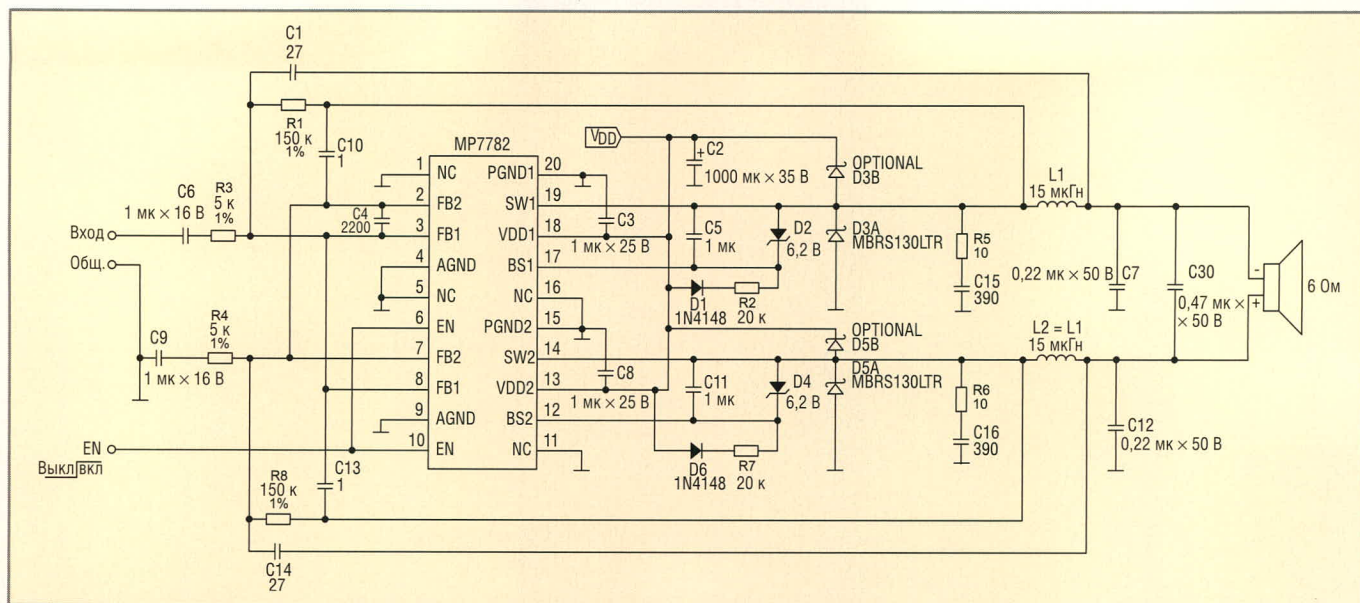 C1
27
R1
150 к
1%
C10
1
MP7782
VDD
+
C2
1000 мк × 35 В
OPTIONAL
D3B
L1
15 мкГн
C6
1 мк × 16 В
R3
5 к
1%
Вход
Общ.
C4
2200
1
NC
2
FB2
3
FB1
4
AGND
5
NC
6
EN
7
FB2
8
FB1
9
AGND
10
EN
PGND1
20
SW1
19
VDD1
18
BS1
17
NC
16
PGND2
15
SW2
14
VDD2
13
BS2
12
NC
11
C3
1 мк × 25 В
C5
1 мк
D2
6,2 В
D3A
MBRS130LTR
D1
1N4148
R2
20 к
R5
10
C15
390
0,22 мк × 50 В
C7
C30
0,47 мк ×
× 50 В
-
+
6 Ом
R4
5 к
1%
C9
1 мк × 16 В
OPTIONAL
D5B
L2 = L1
15 мкГн
C8
1 мк × 25 В
C11
1 мк
D4
6,2 В
D5A
MBRS130LTR
R6
10
C16
390
C12
0,22 мк × 50 В
D6
1N4148
R7
20 к
EN
Выкл/вкл
C13
1
R8
150 к
1%
C14
27